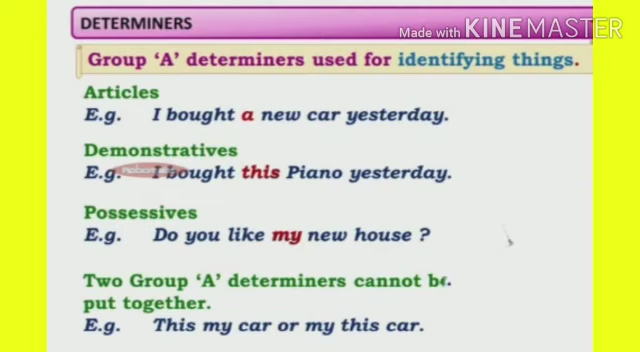 DETERMINERS
Made with KINEMASTER
Group ‘A’ determiners used for identifying things.
Articles
E.g. I bought a new car yesterday.
Demonstratives
E.g. I bought this Piano yesterday.
Possessives
E.g. Do you like my new house ?
Two Group ‘A’ determiners cannot be
put together.
E.g. This my car or my this car.